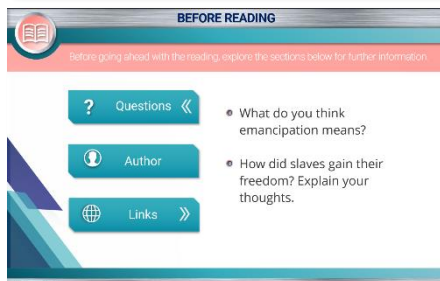 BEFORE READING
Before going ahead with the reading, explore the sections below for further information.
? Questions
Author
Links
What do you think
emancipation means?
How did slaves gain their
freedom? Explain your
thoughts.